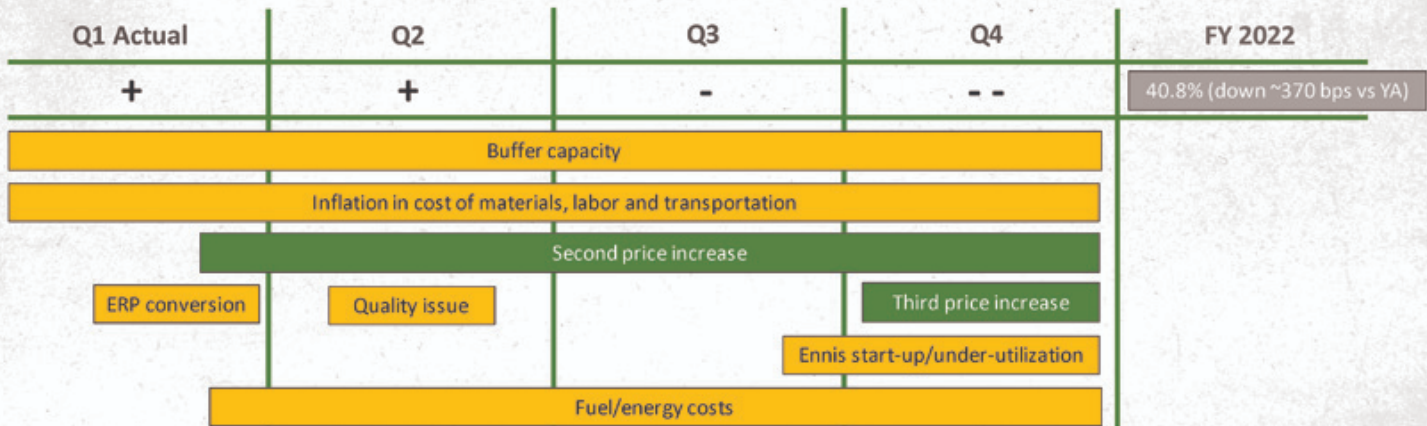 Q1 Actual Q2 Q3 Q4 FY 2022
+ + - - - 40.8% (down ~370 bps vs YA)
Buffer capacity
Inflation in cost of materials, labor and transportation
Second price increase
ERP conversion Quality issue Third price increase
Ennis start-up/under-utilization
Fuel/energy costs